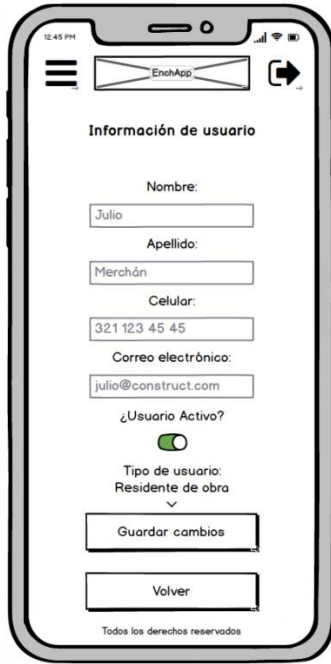 12:45 PM
EnchApp
Información de usuario
Nombre:
Julio
Apellido:
Merchán
Celular:
321 123 45 45
Correo electrónico:
julio@construct.com
¿Usuario Activo?
Tipo de usuario:
Residente de obra
Guardar cambios
Volver
Todos los derechos reservados